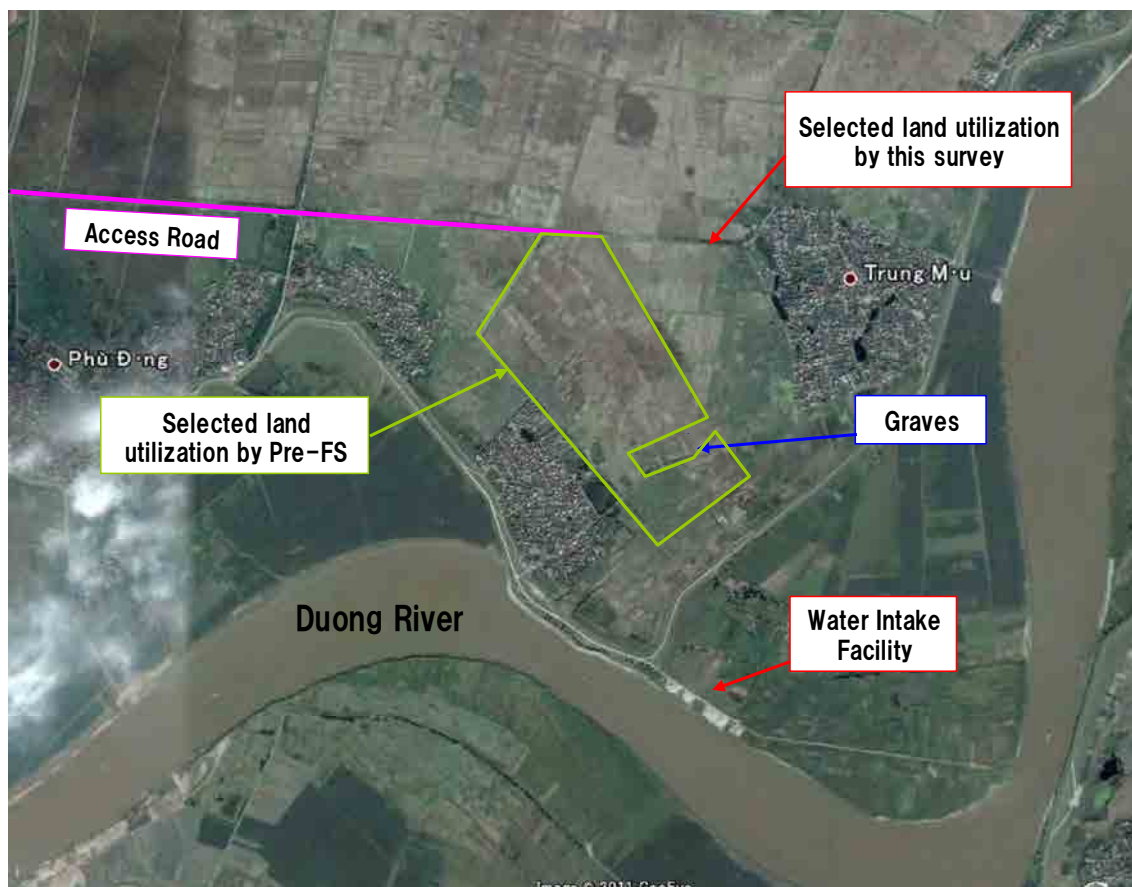 Selected land utilization
by this survey
Access Road
Trung M·u
Phù Đ·ng
Selected land
utilization by Pre-FS
Graves
Duong River
Water Intake
Facility
Image © 2011 GeoEye